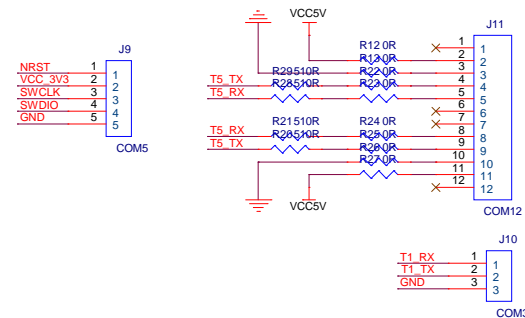 VCC5V
J11
R12 0R
R13 0R
R22 0R
R23 0R
R29 510R
R28 510R
T5_TX
T5_RX
1 1
2 2
3 3
4 4
5 5
6 6
7 7
8 8
9 9
10 10
11 11
12 12
R21 510R
R20 510R
T5_RX
T5_TX
R24 0R
R25 0R
R26 0R
R27 0R
VCC5V
COM12
J9
NRST 1 1
VCC_3V3 2 2
SWCLK 3 3
SWDIO 4 4
GND 5 5
COM5
J10
T1_RX 1 1
T1_TX 2 2
GND 3 3